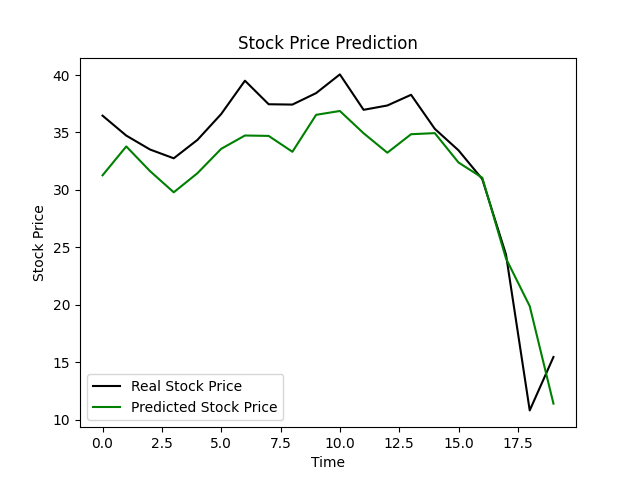 Stock Price Prediction
40
35
30
25
20
15
10
Stock Price
Real Stock Price
Predicted Stock Price
0.0 2.5 5.0 7.5 10.0 12.5 15.0 17.5
Time